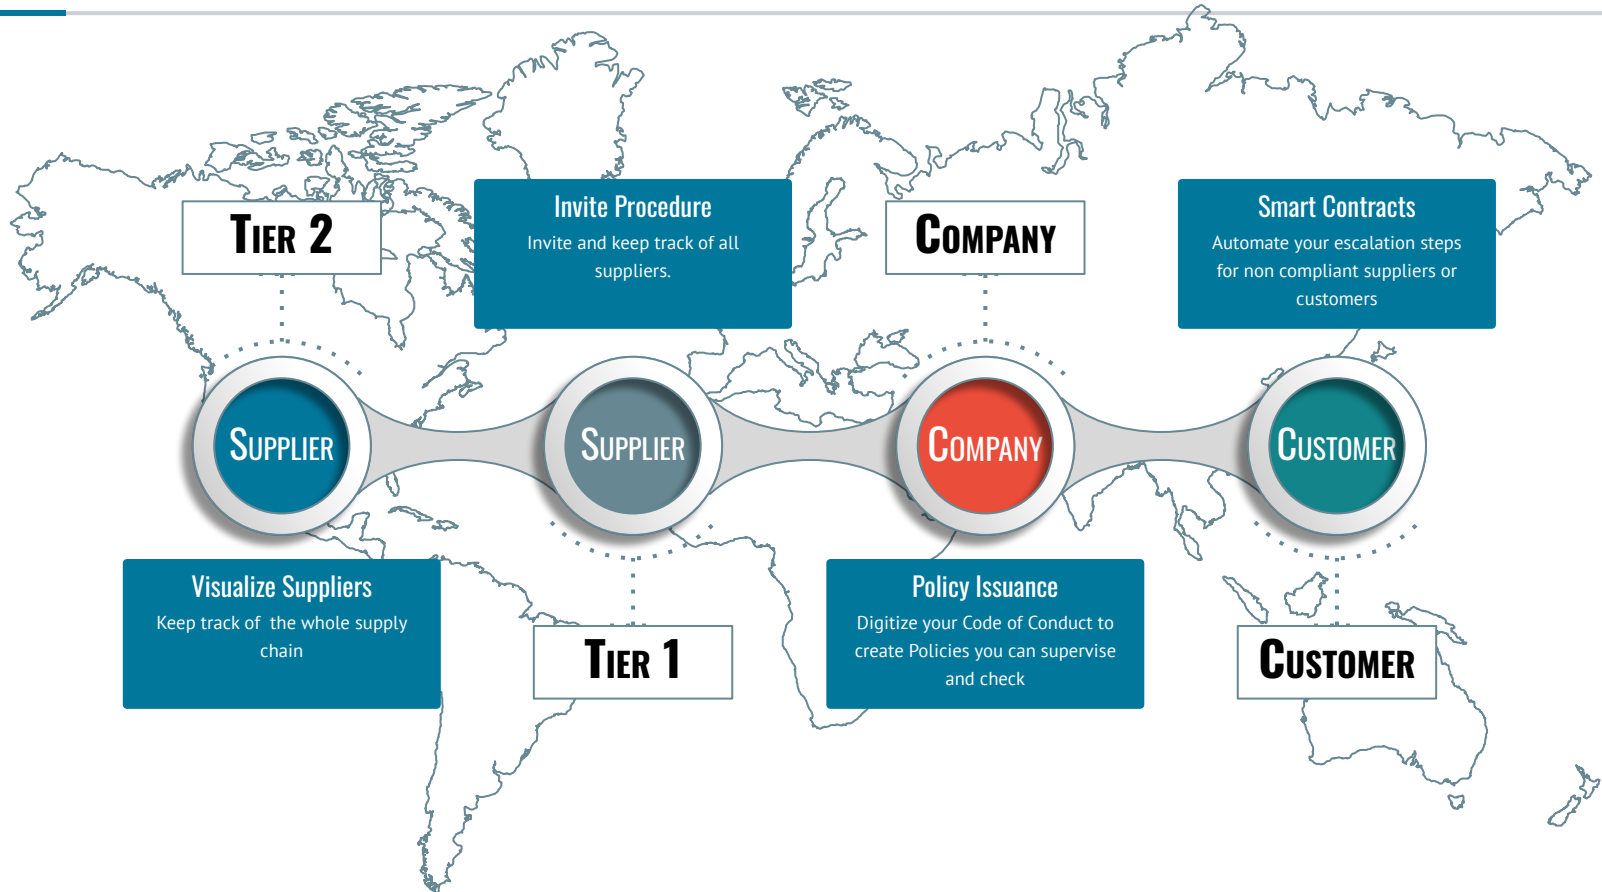 Tier 2
Invite Procedure
Invite and keep track of all
suppliers.
Company
Smart Contracts
Automate your escalation steps
for non compliant suppliers or
customers
Supplier
Supplier
Company
Customer
Visualize Suppliers
Keep track of  the whole supply
chain
Tier 1
Policy Issuance
Digitize your Code of Conduct to
create Policies you can supervise
and check
Customer